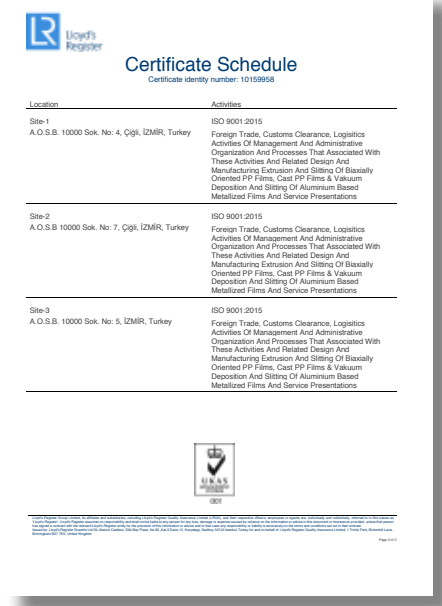 LR
Lloyd's
Register
Certificate Schedule
Certificate identity number: 10159958
Location Activities
Site-1 ISO 9001:2015
A.O.S.B. 10000 Sok. No: 4, Çiğli, İZMİR, Turkey Foreign Trade, Customs Clearance, Logisitics
Activities Of Management And Administrative
Organization And Processes That Associated With
These Activities And Related Design And
Manufacturing Extrusion And Slitting Of Biaxially
Oriented PP Films, Cast PP Films & Vakuum
Deposition And Slitting Of Aluminium Based
Metallized Films And Service Presentations
Site-2 ISO 9001:2015
A.O.S.B 10000 Sok. No: 7, Çiğli, İZMİR, Turkey Foreign Trade, Customs Clearance, Logisitics
Activities Of Management And Administrative
Organization And Processes That Associated With
These Activities And Related Design And
Manufacturing Extrusion And Slitting Of Biaxially
Oriented PP Films, Cast PP Films & Vakuum
Deposition And Slitting Of Aluminium Based
Metallized Films And Service Presentations
Site-3 ISO 9001:2015
A.O.S.B. 10000 Sok. No: 5, İZMİR, Turkey Foreign Trade, Customs Clearance, Logisitics
Activities Of Management And Administrative
Organization And Processes That Associated With
These Activities And Related Design And
Manufacturing Extrusion And Slitting Of Biaxially
Oriented PP Films, Cast PP Films & Vakuum
Deposition And Slitting Of Aluminium Based
Metallized Films And Service Presentations
UKAS
001